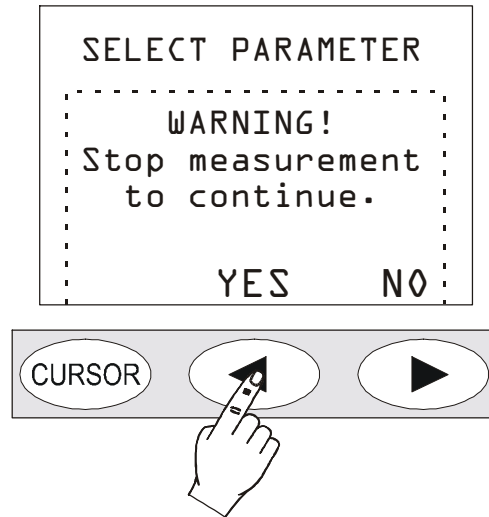 SELECT PARAMETER
WARNING!
Stop measurement
to continue.
YES NO
CURSOR